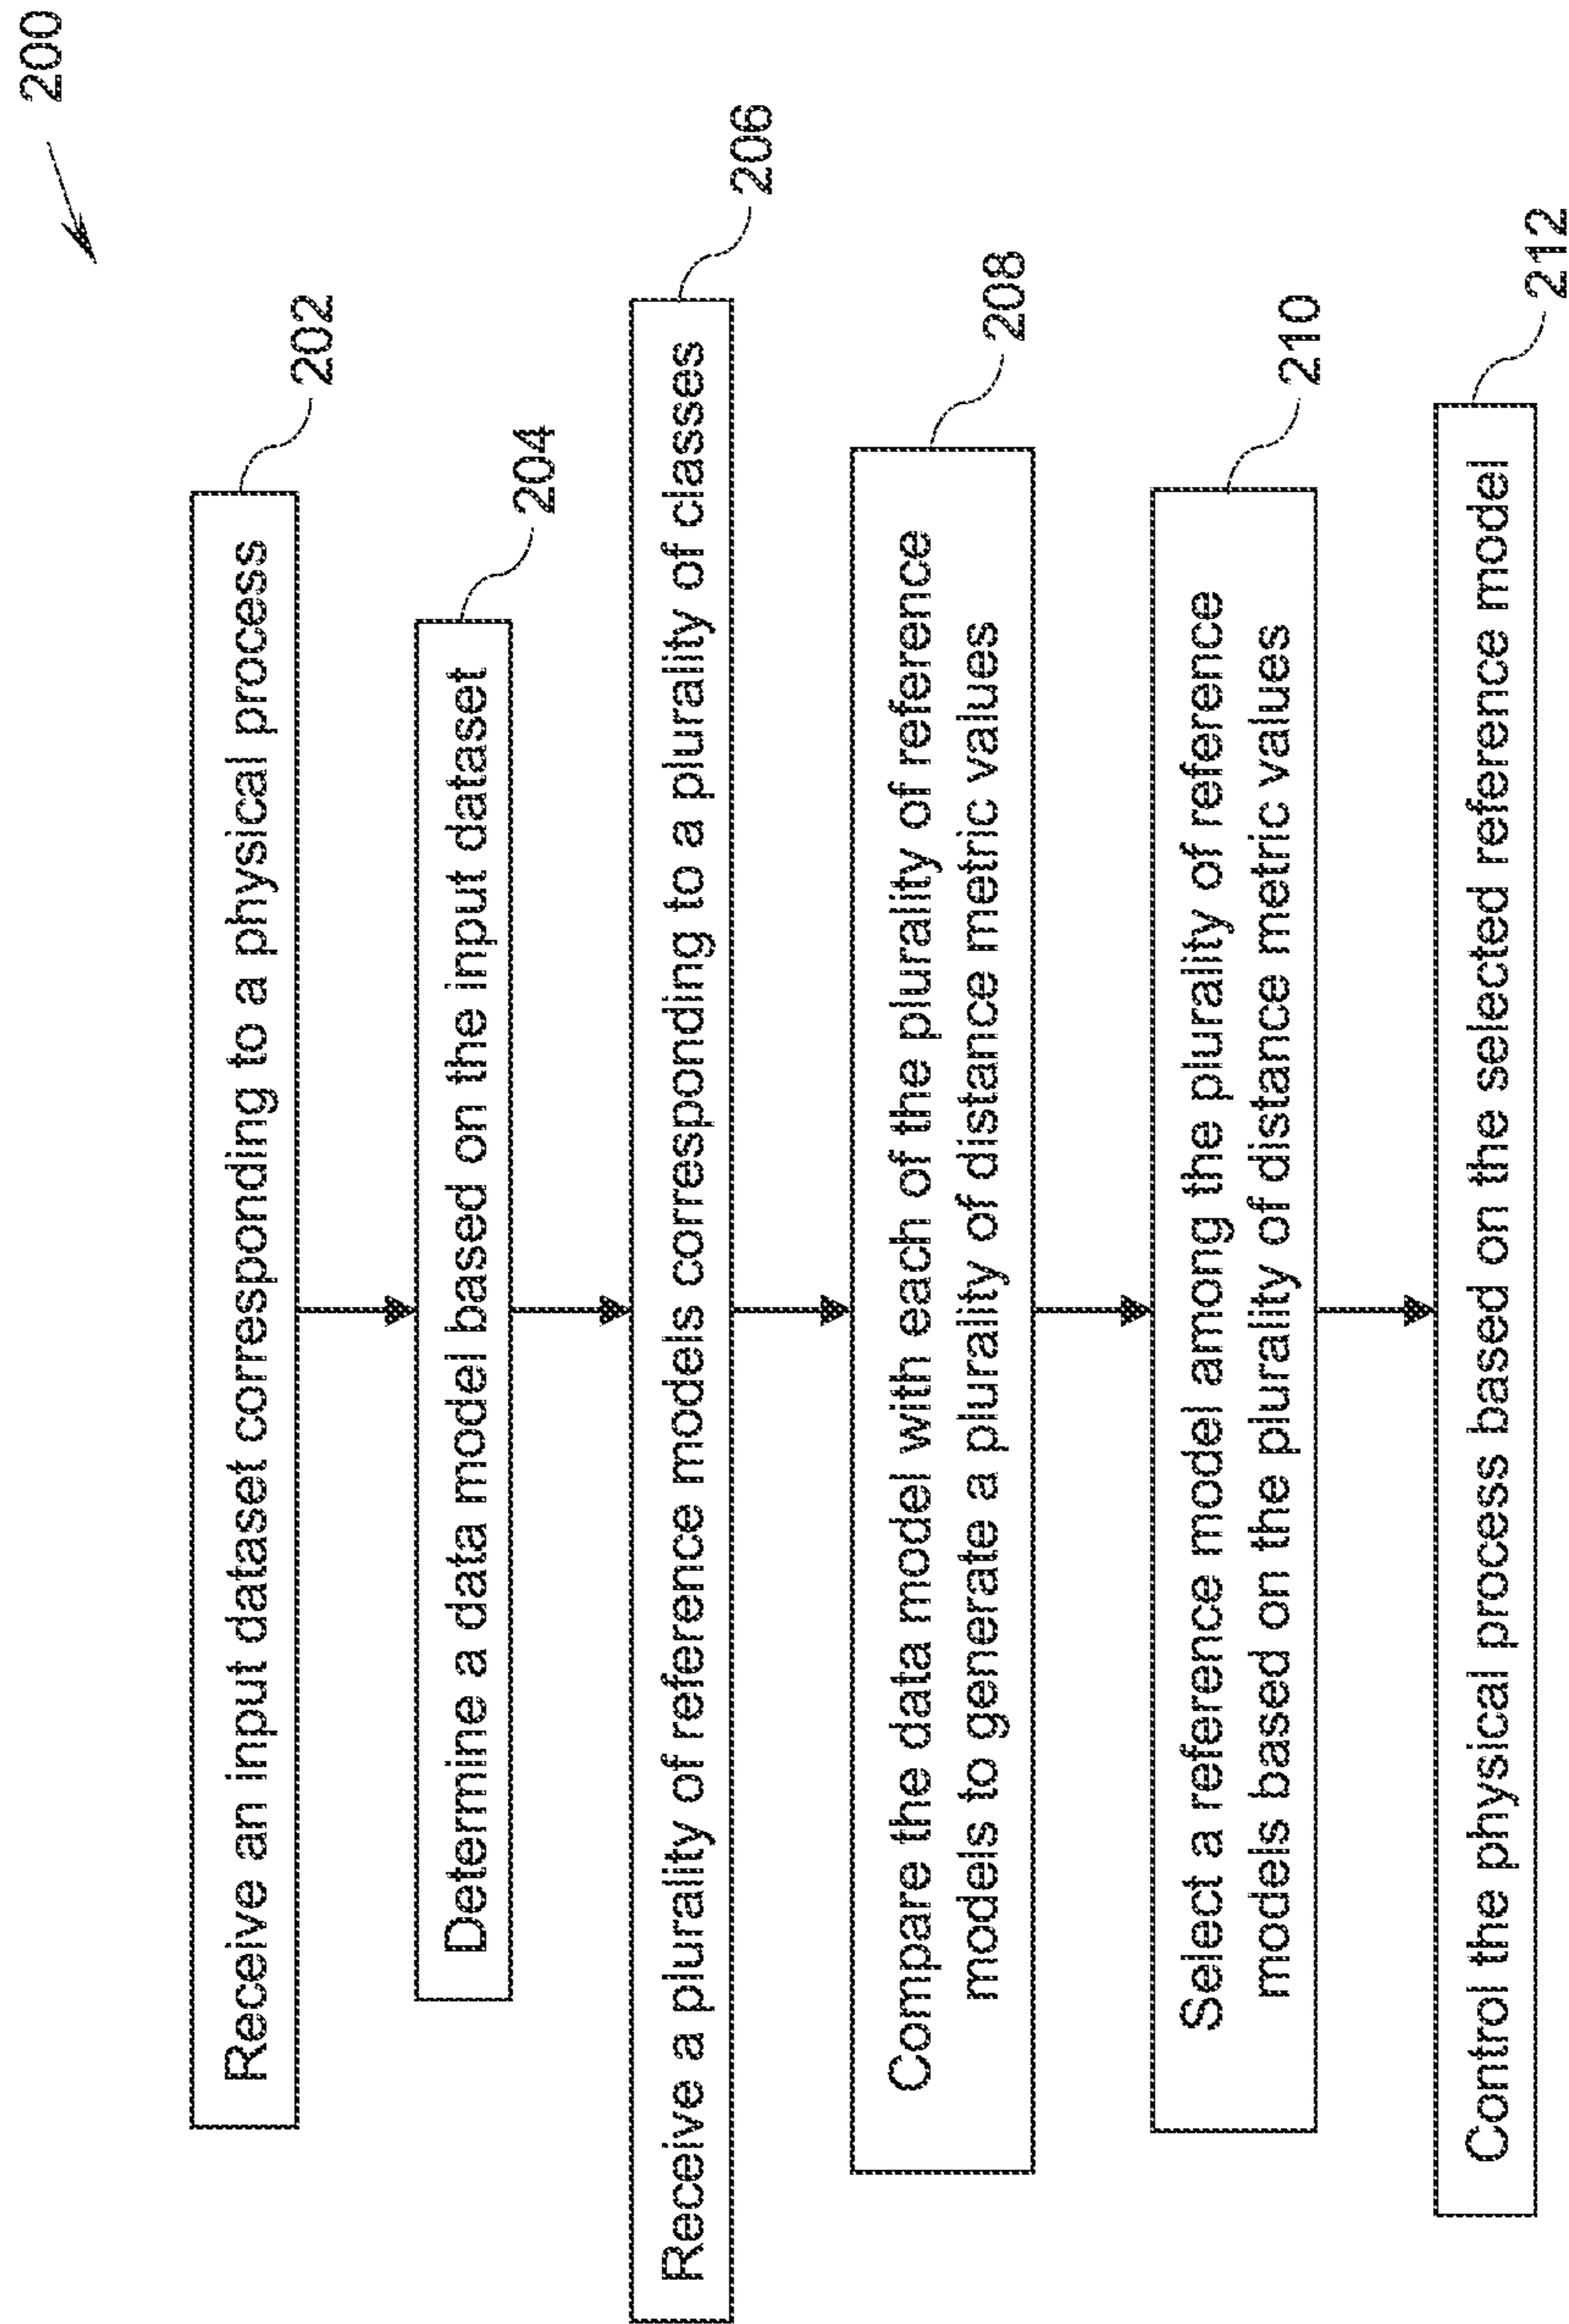 200
Receive an input dataset corresponding to a physical process
202
Determine a data model based on the input dataset
204
Receive a plurality of reference models corresponding to a plurality of classes
206
Compare the data model with each of the plurality of reference
models to generate a plurality of distance metric values
208
Select a reference model among the plurality of reference
models based on the plurality of distance metric values
210
Control the physical process based on the selected reference model
212